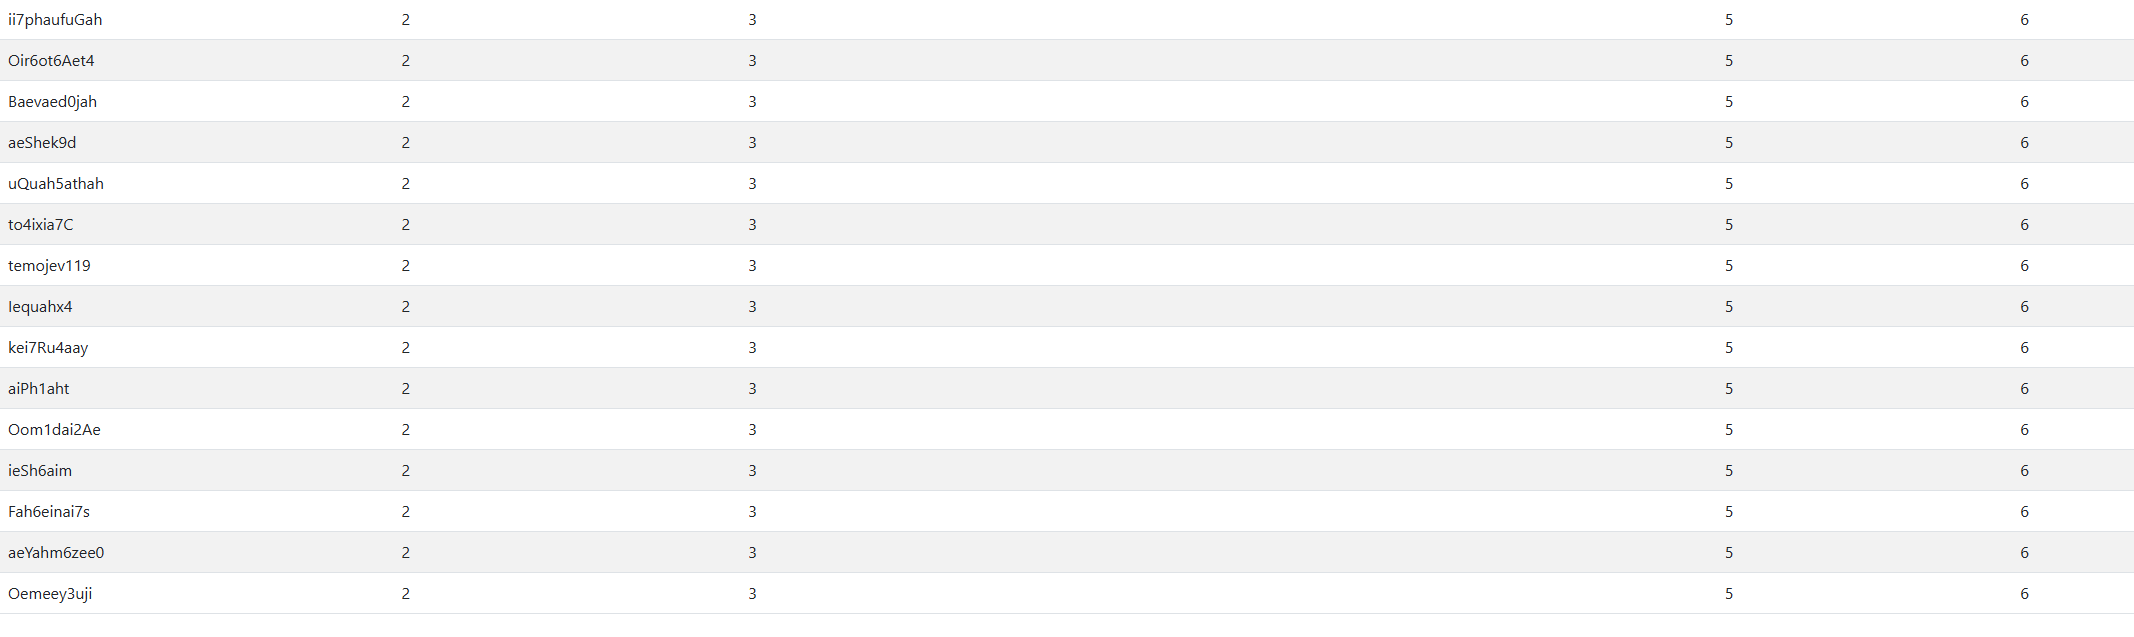 ii7phaufuGah 2 3 5 6
Oir6ot6Aet4 2 3 5 6
Baevaed0jah 2 3 5 6
aeShek9d 2 3 5 6
uQuah5athah 2 3 5 6
to4ixia7C 2 3 5 6
temojev119 2 3 5 6
Iequahx4 2 3 5 6
kei7Ru4aay 2 3 5 6
aiPh1aht 2 3 5 6
Oom1dai2Ae 2 3 5 6
ieSh6aim 2 3 5 6
Fah6einai7s 2 3 5 6
aeYahm6zee0 2 3 5 6
Oemeey3uji 2 3 5 6